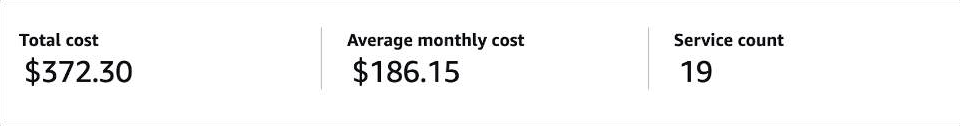 Total cost
$372.30
Average monthly cost
$186.15
Service count
19